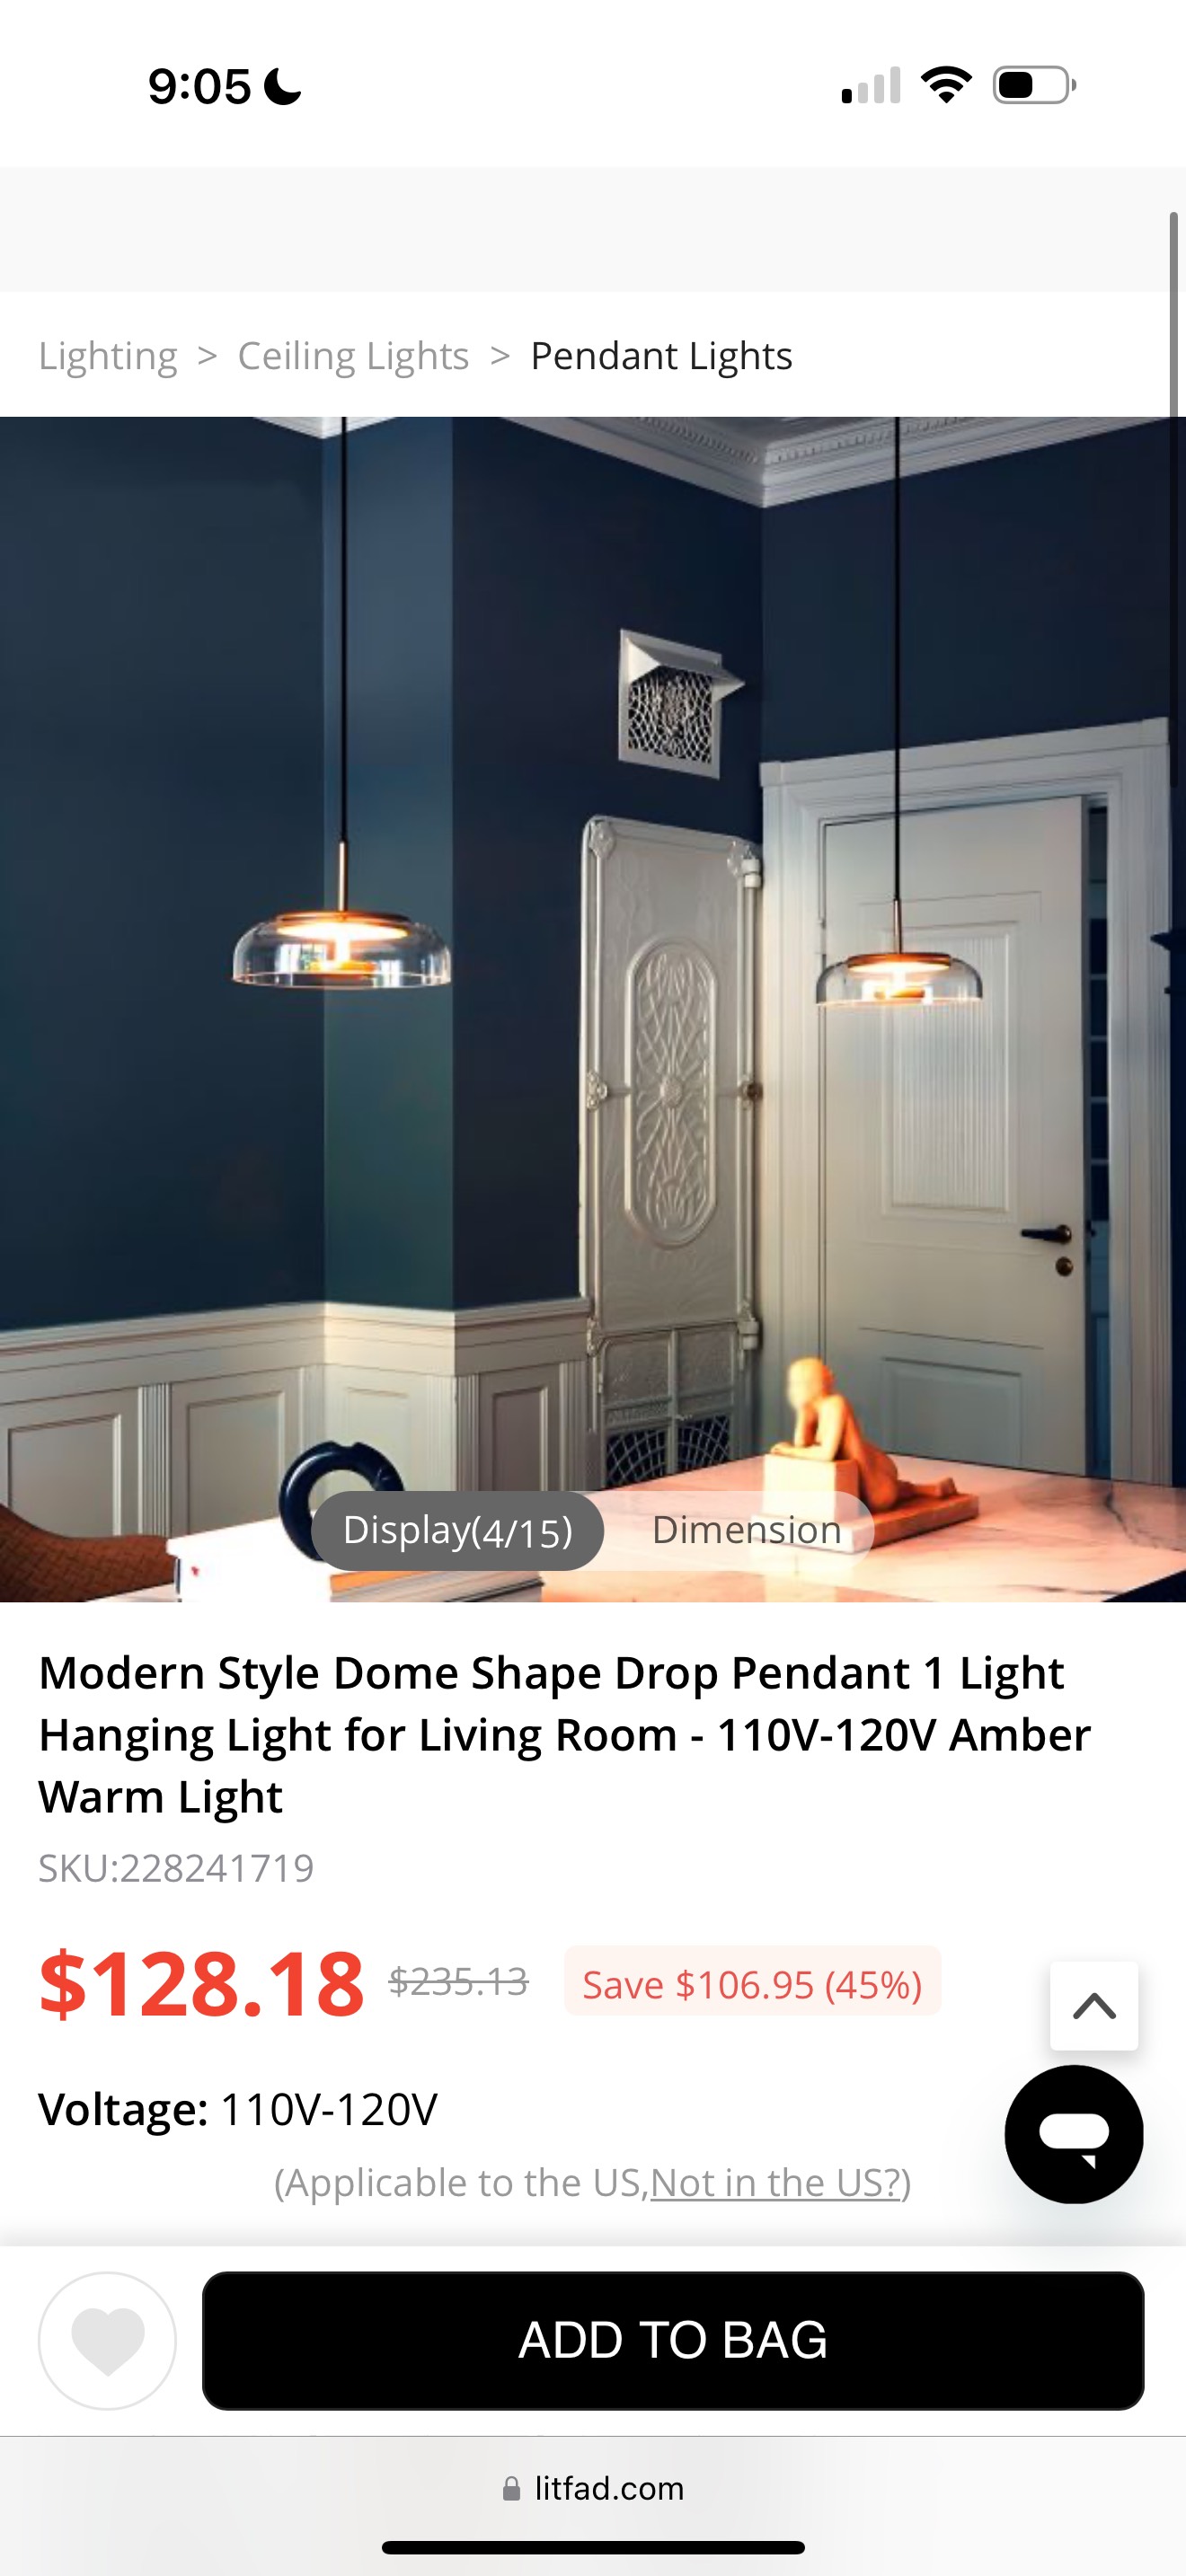 9:05
Lighting > Ceiling Lights > Pendant Lights
Display(4/15) Dimension
Modern Style Dome Shape Drop Pendant 1 Light
Hanging Light for Living Room - 110V-120V Amber
Warm Light
SKU:228241719
$128.18 $235.13 Save $106.95 (45%)
Voltage: 110V-120V
(Applicable to the US,Not in the US?)
ADD TO BAG
litfad.com